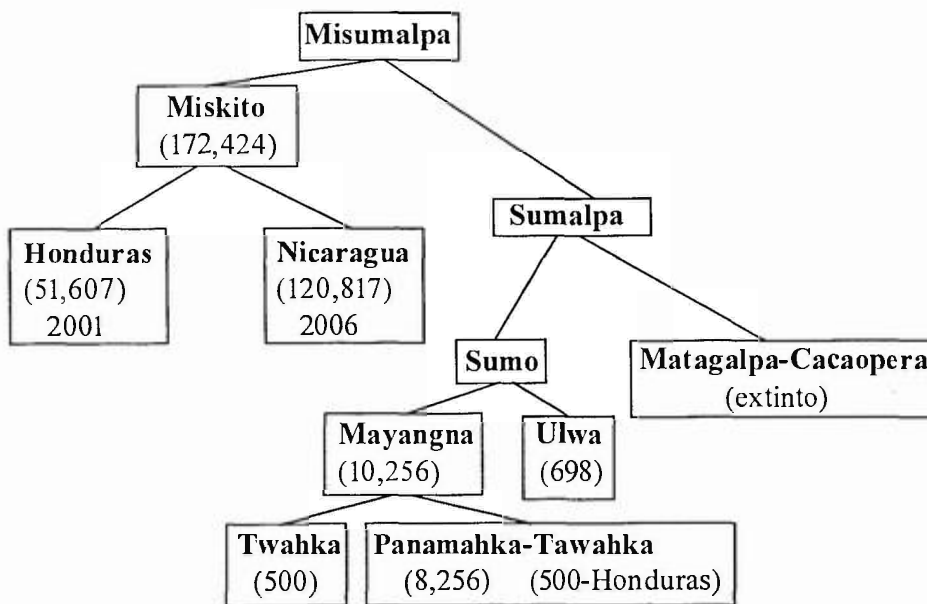 Misumalpa
Miskito
(172,424)
Sumalpa
Honduras
(51,607)
2001
Nicaragua
(120,817)
2006
Sumo
Matagalpa-Cacaopera
(extinto)
Mayangna
(10,256)
Ulwa
(698)
Twahka
(500)
Panamahka-Tawahka
(8,256) (500-Honduras)